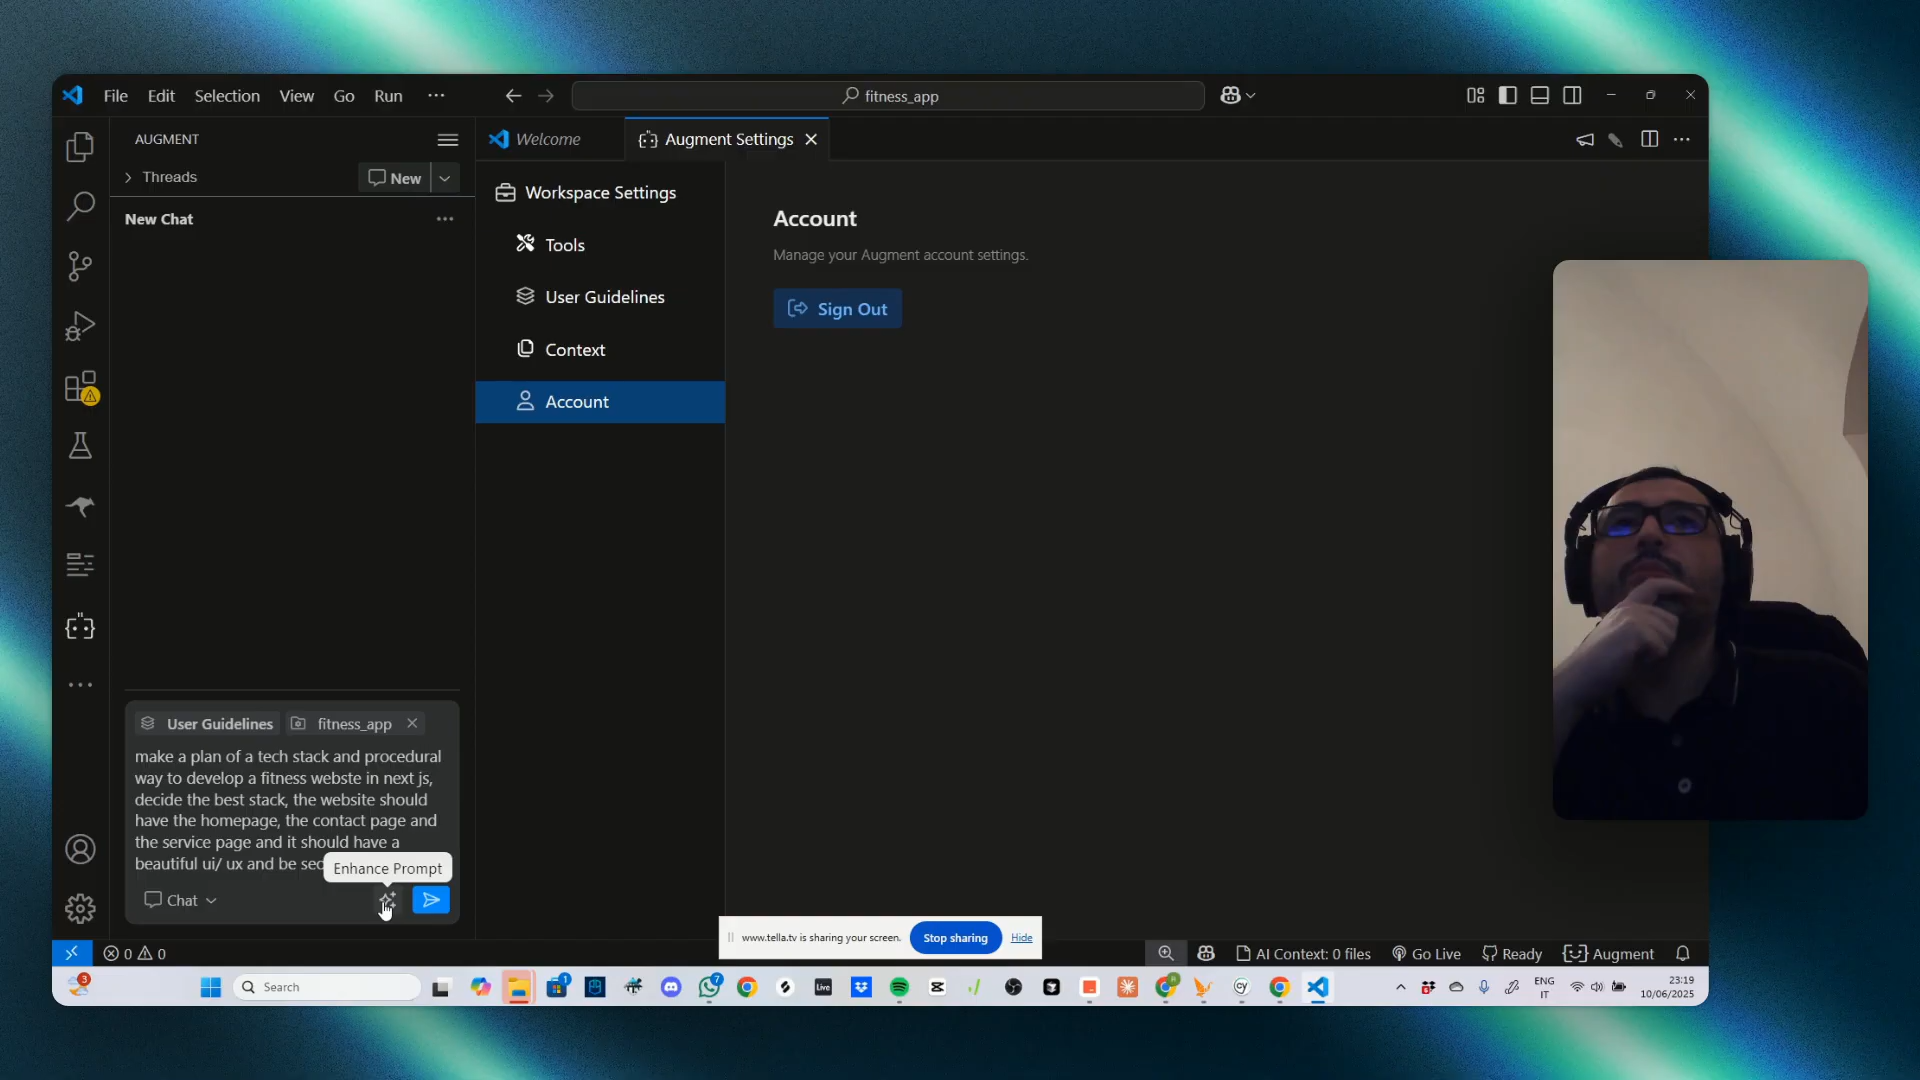 File Edit Selection View Go Run ···
fitness_app
AUGMENT
Threads
New
New Chat
Welcome
Augment Settings
Workspace Settings
Tools
User Guidelines
Context
Account
Account
Manage your Augment account settings.
Sign Out
User Guidelines fitness_app
make a plan of a tech stack and procedural
way to develop a fitness webste in next js,
decide the best stack, the website should
have the homepage, the contact page and
the service page and it should have a
beautiful ui/ ux and be
Enhance Prompt
Chat
www.tella.tv is sharing your screen. Stop sharing Hide
0 0
AI Context: 0 files Go Live Ready Augment
3
Search
1
7
Live
ENG
IT
23:19
10/06/2025